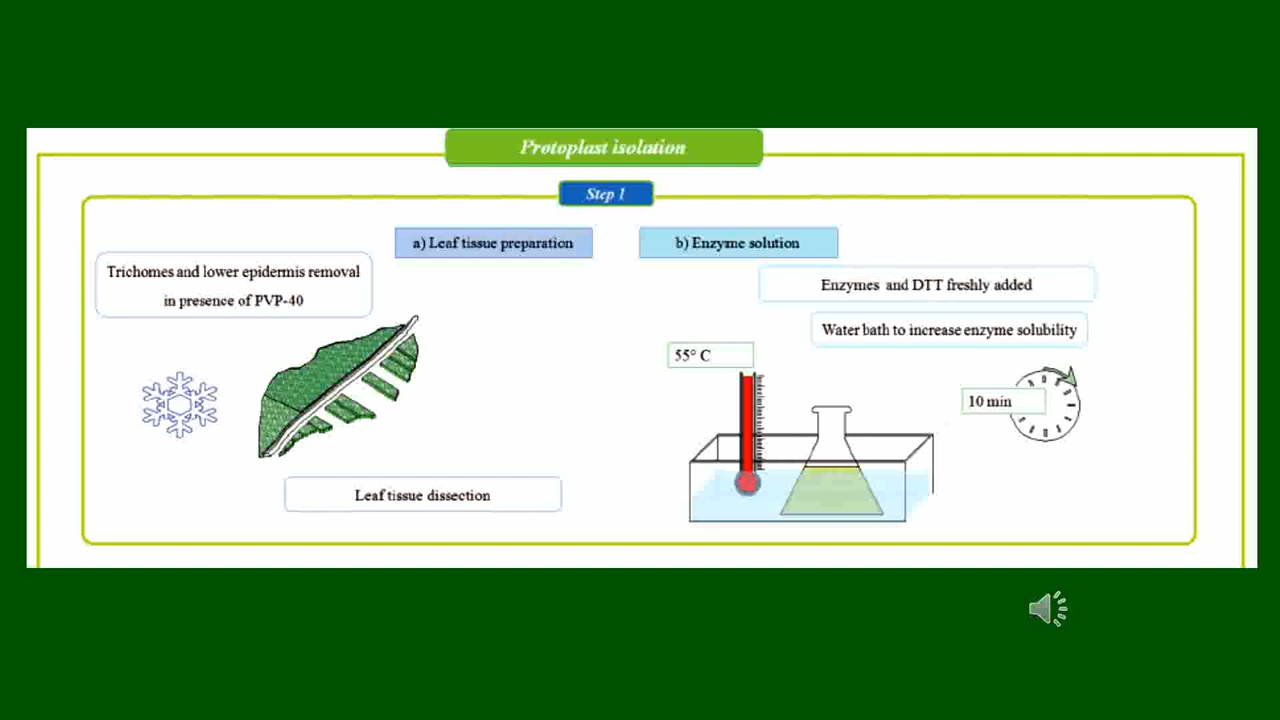 Protoplast isolation
Step 1
a) Leaf tissue preparation
b) Enzyme solution
Trichomes and lower epidermis removal
in presence of PVP-40
Enzymes and DTT freshly added
Water bath to increase enzyme solubility
55° C
10 min
Leaf tissue dissection